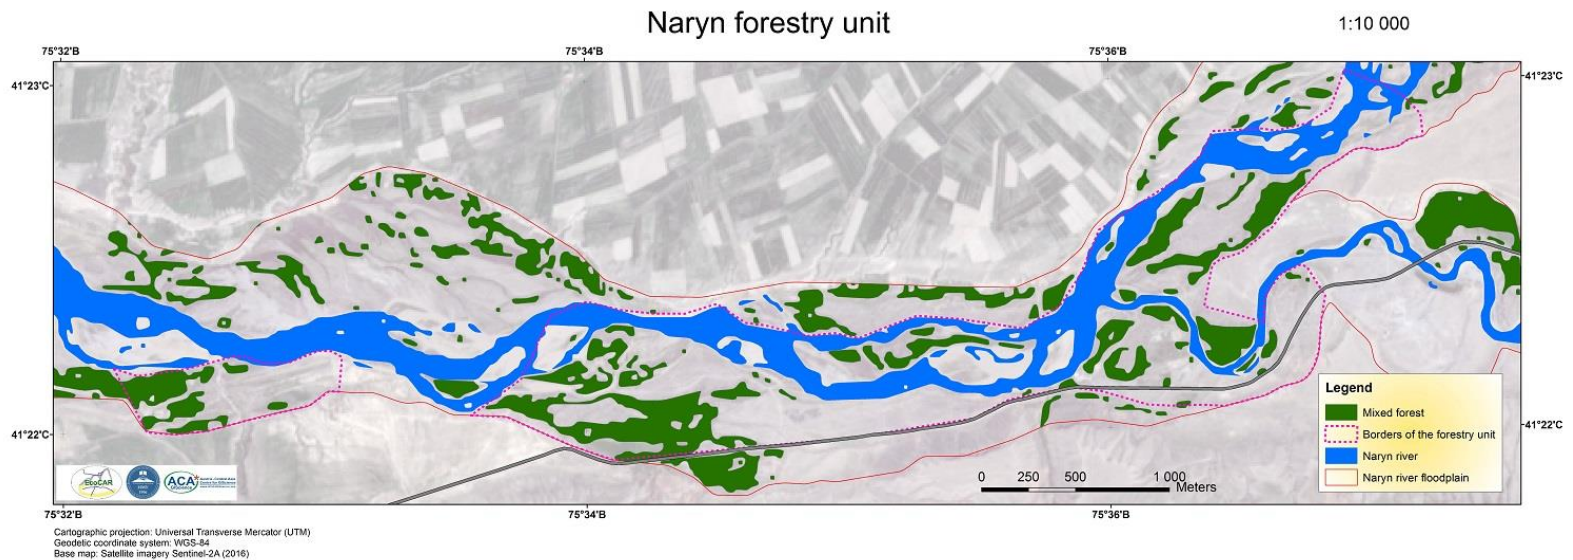 Naryn forestry unit
1:10 000
75°32'B
75°34'B
75°36'B
41°23'C
41°23'C
41°22'C
41°22'C
Legend
Mixed forest
Borders of the forestry unit
Naryn river
Naryn river floodplain
0 250 500 1 000
Meters
EcoCAR
ACA
75°32'B
75°34'B
75°36'B
Cartographic projection: Universal Transverse Mercator (UTM)
Geodetic coordinate system: WGS-84
Base map: Satellite imagery Sentinel-2A (2016)